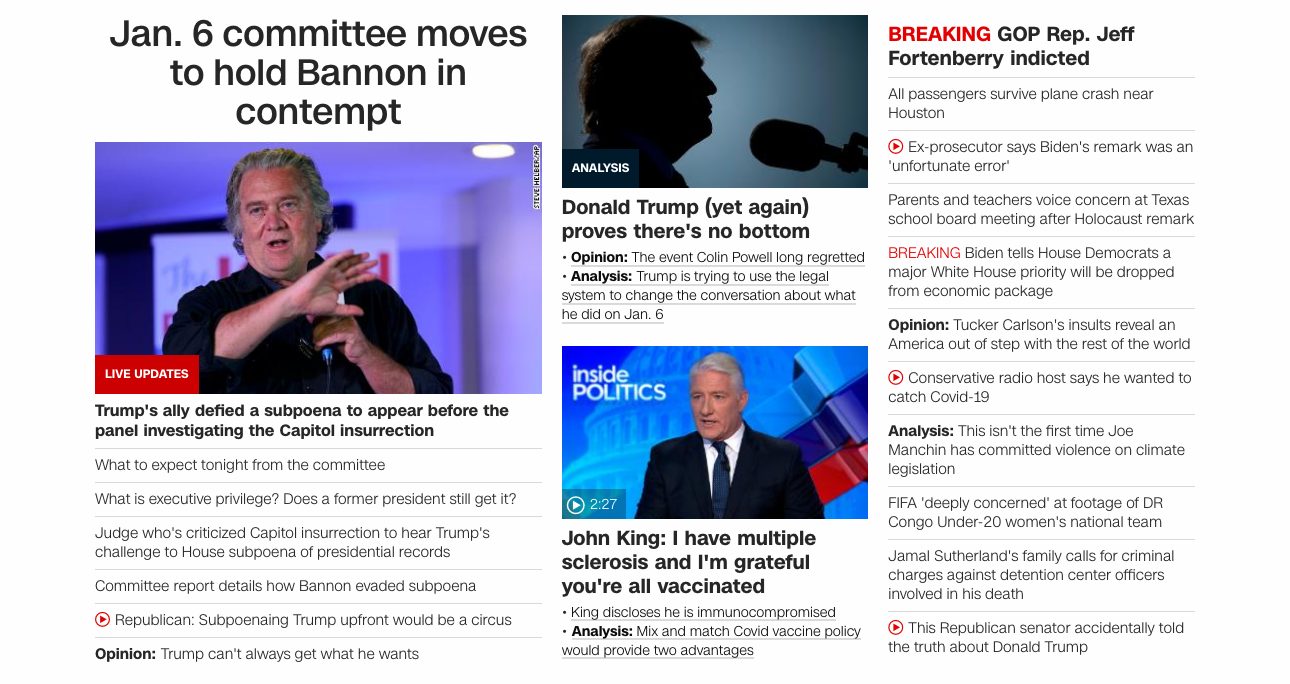 Jan. 6 committee moves
to hold Bannon in
contempt
STEVE HELBER/AP
LIVE UPDATES
Trump's ally defied a subpoena to appear before the
panel investigating the Capitol insurrection
What to expect tonight from the committee
What is executive privilege? Does a former president still get it?
Judge who's criticized Capitol insurrection to hear Trump's
challenge to House subpoena of presidential records
Committee report details how Bannon evaded subpoena
Republican: Subpoenaing Trump upfront would be a circus
Opinion: Trump can't always get what he wants
ANALYSIS
Donald Trump (yet again)
proves there's no bottom
• Opinion: The event Colin Powell long regretted
• Analysis: Trump is trying to use the legal
system to change the conversation about what
he did on Jan. 6
inside
POLITICS
2:27
John King: I have multiple
sclerosis and I'm grateful
you're all vaccinated
• King discloses he is immunocompromised
• Analysis: Mix and match Covid vaccine policy
would provide two advantages
BREAKING GOP Rep. Jeff
Fortenberry indicted
All passengers survive plane crash near
Houston
Ex-prosecutor says Biden's remark was an
'unfortunate error'
Parents and teachers voice concern at Texas
school board meeting after Holocaust remark
BREAKING Biden tells House Democrats a
major White House priority will be dropped
from economic package
Opinion: Tucker Carlson's insults reveal an
America out of step with the rest of the world
Conservative radio host says he wanted to
catch Covid-19
Analysis: This isn't the first time Joe
Manchin has committed violence on climate
legislation
FIFA 'deeply concerned' at footage of DR
Congo Under-20 women's national team
Jamal Sutherland's family calls for criminal
charges against detention center officers
involved in his death
This Republican senator accidentally told
the truth about Donald Trump